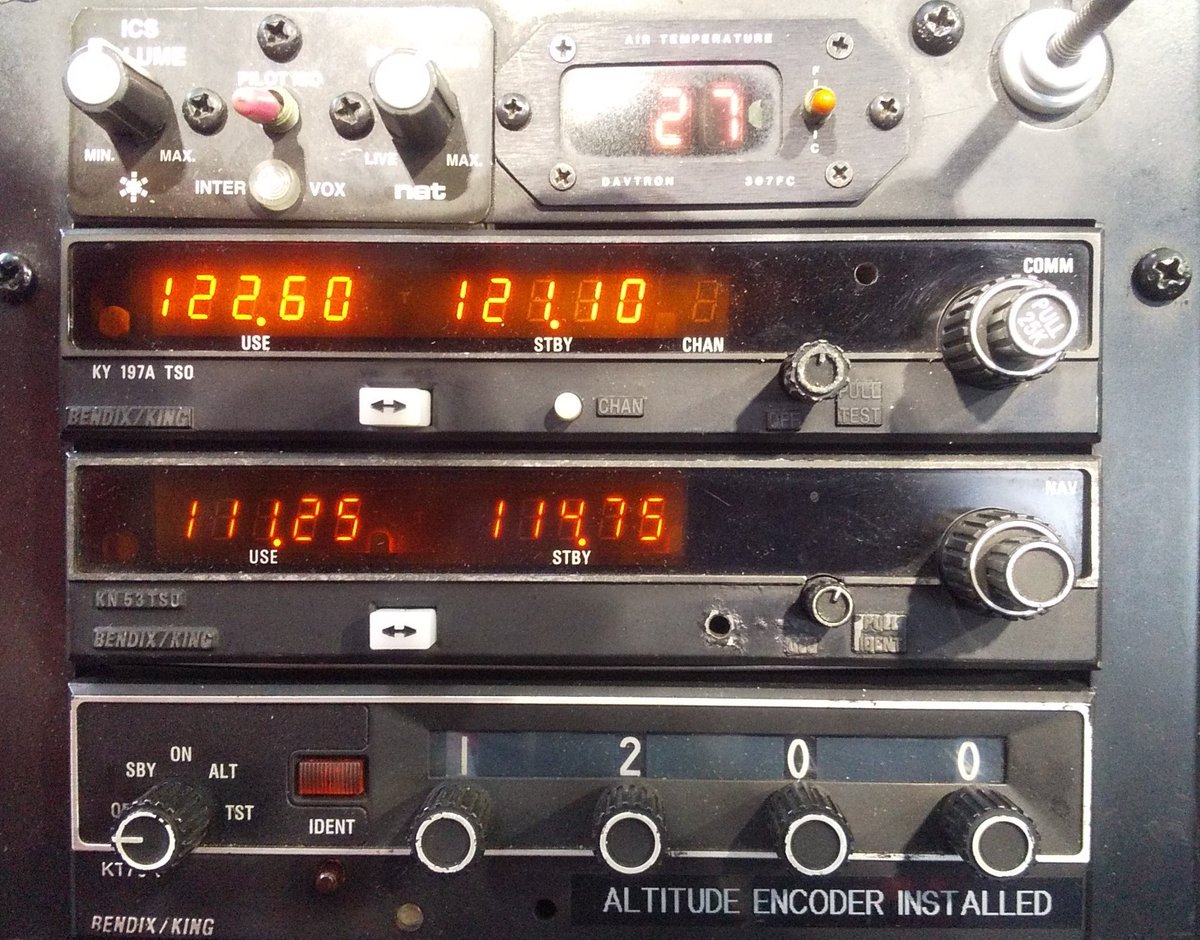 ICS
AIR TEMPERATURE
27
F
C
MIN. MAX.
LIVE MAX.
INTER VOX
nat
DAVTRON 307FC
COMM
122.60 121.10
USE STBY CHAN
PULL
25K
KY 197A TSO
BENDIX/KING
CHAN
OFF
PULL
TEST
NAV
111.25 114.75
USE STBY
KN 53 TSO
BENDIX/KING
PULL
IDENT
1 2 0 0
ON
SBY ALT
TST
IDENT
ALTITUDE ENCODER INSTALLED
BENDIX/KING